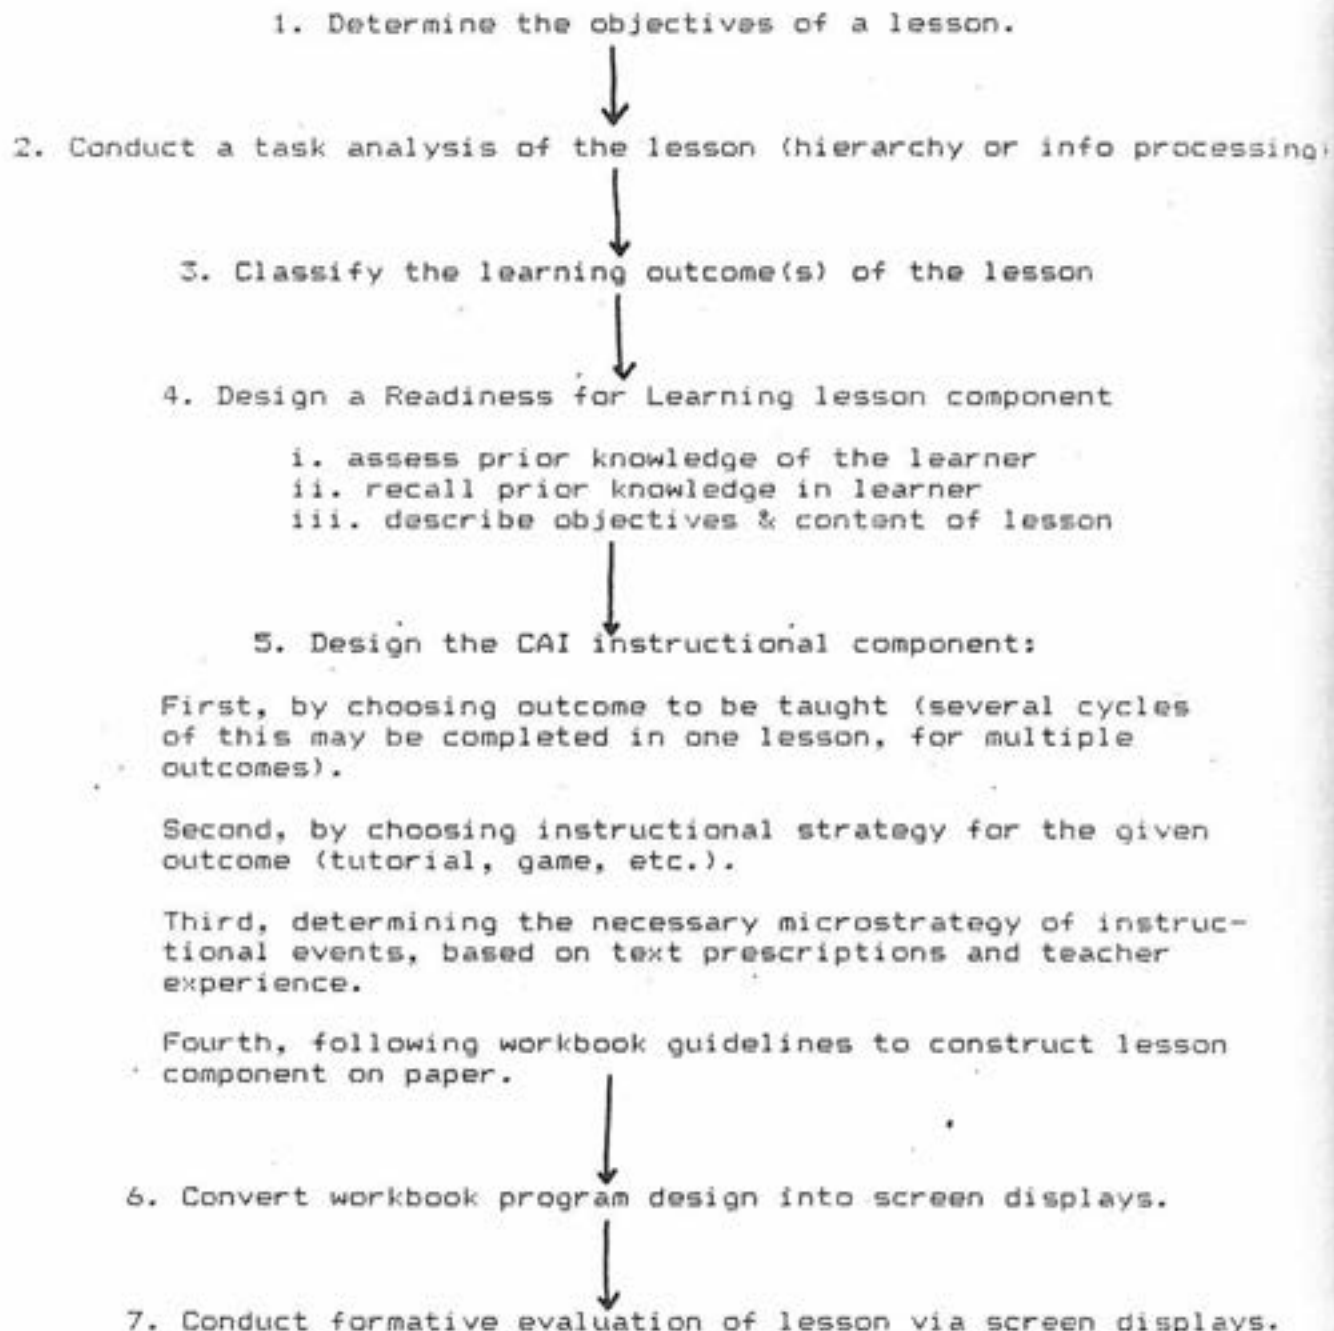 1. Determine the objectives of a lesson.
2. Conduct a task analysis of the lesson (hierarchy or info processing)
3. Classify the learning outcome(s) of the lesson
4. Design a Readiness for Learning lesson component
i. assess prior knowledge of the learner
ii. recall prior knowledge in learner
iii. describe objectives & content of lesson
5. Design the CAI instructional component:
First, by choosing outcome to be taught (several cycles
of this may be completed in one lesson, for multiple
outcomes).
Second, by choosing instructional strategy for the given
outcome (tutorial, game, etc.).
Third, determining the necessary microstrategy of instruc-
tional events, based on text prescriptions and teacher
experience.
Fourth, following workbook guidelines to construct lesson
component on paper.
6. Convert workbook program design into screen displays.
7. Conduct formative evaluation of lesson via screen displays.